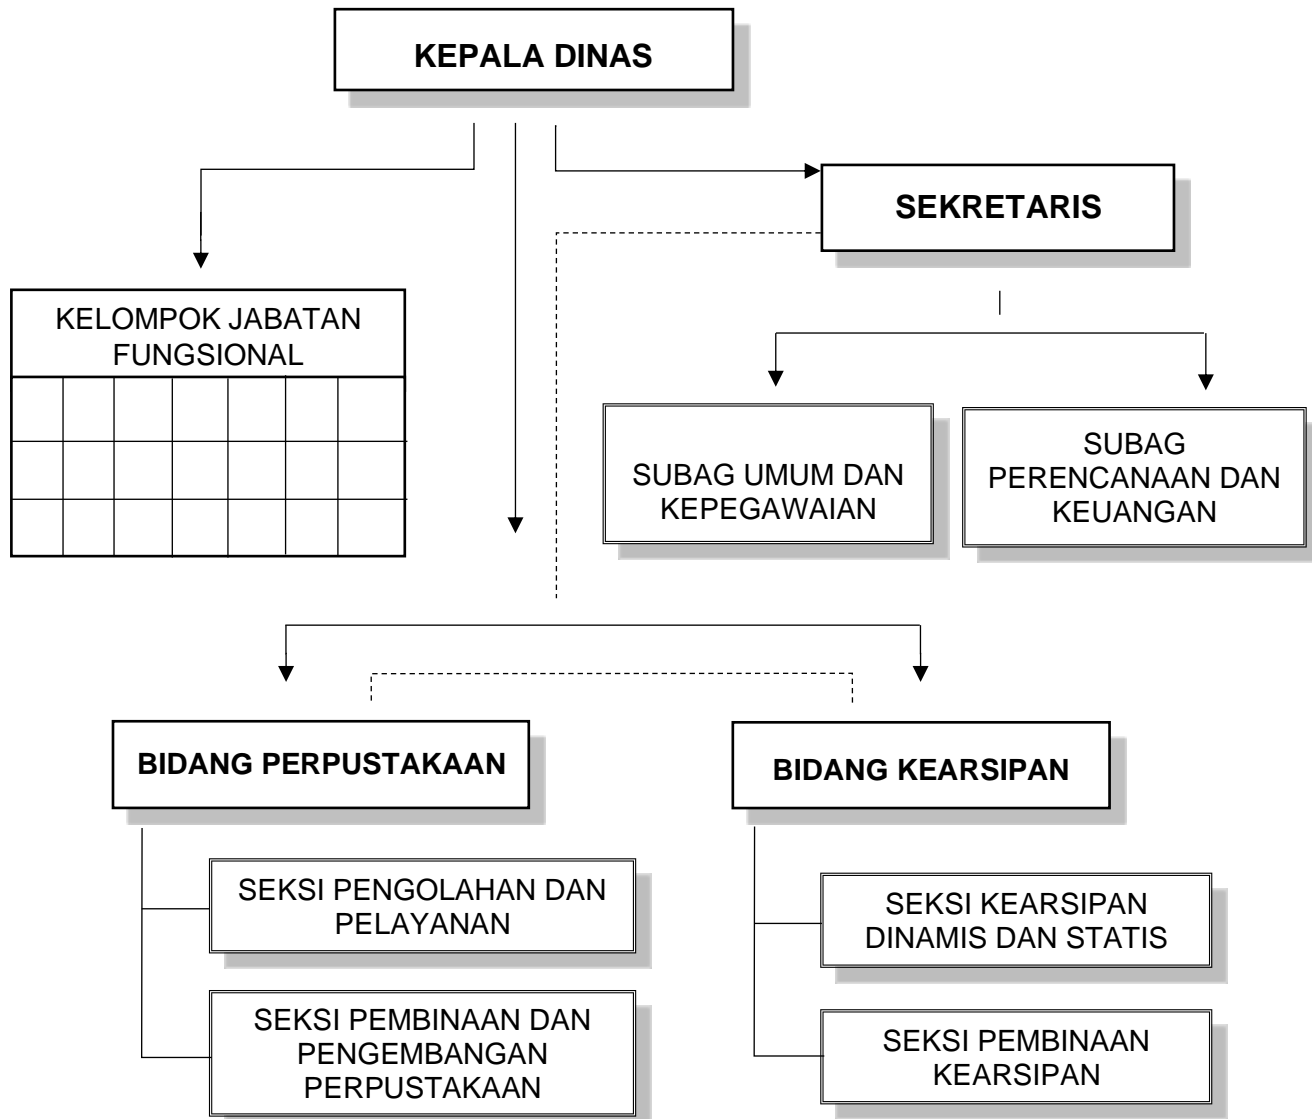 KEPALA DINAS
SEKRETARIS
KELOMPOK JABATAN
FUNGSIONAL
SUBAG UMUM DAN
KEPEGAWAIAN
SUBAG
PERENCANAAN DAN
KEUANGAN
BIDANG PERPUSTAKAAN
BIDANG KEARSIPAN
SEKSI PENGOLAHAN DAN
PELAYANAN
SEKSI KEARSIPAN
DINAMIS DAN STATIS
SEKSI PEMBINAAN DAN
PENGEMBANGAN
PERPUSTAKAAN
SEKSI PEMBINAAN
KEARSIPAN